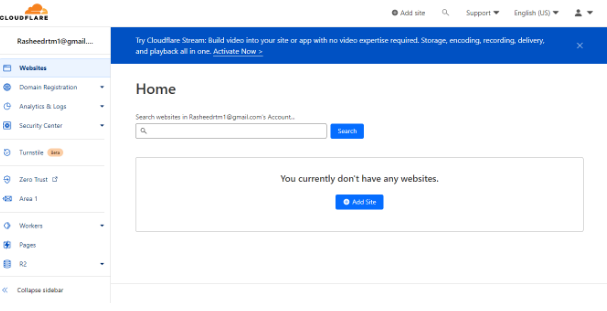 CLOUDFLARE
Add site
Support
English (US)
Rasheedrtm1@gmail....
Try Cloudflare Stream: Build video into your site or app with no video expertise required. Storage, encoding, recording, delivery,
and playback all in one. Activate Now >
Websites
Domain Registration
Analytics & Logs
Security Center
Turnstile Beta
Zero Trust
Area 1
Workers
Pages
R2
Collapse sidebar
Home
Search websites in Rasheedrtm1@gmail.com's Account...
Search
You currently don't have any websites.
Add Site